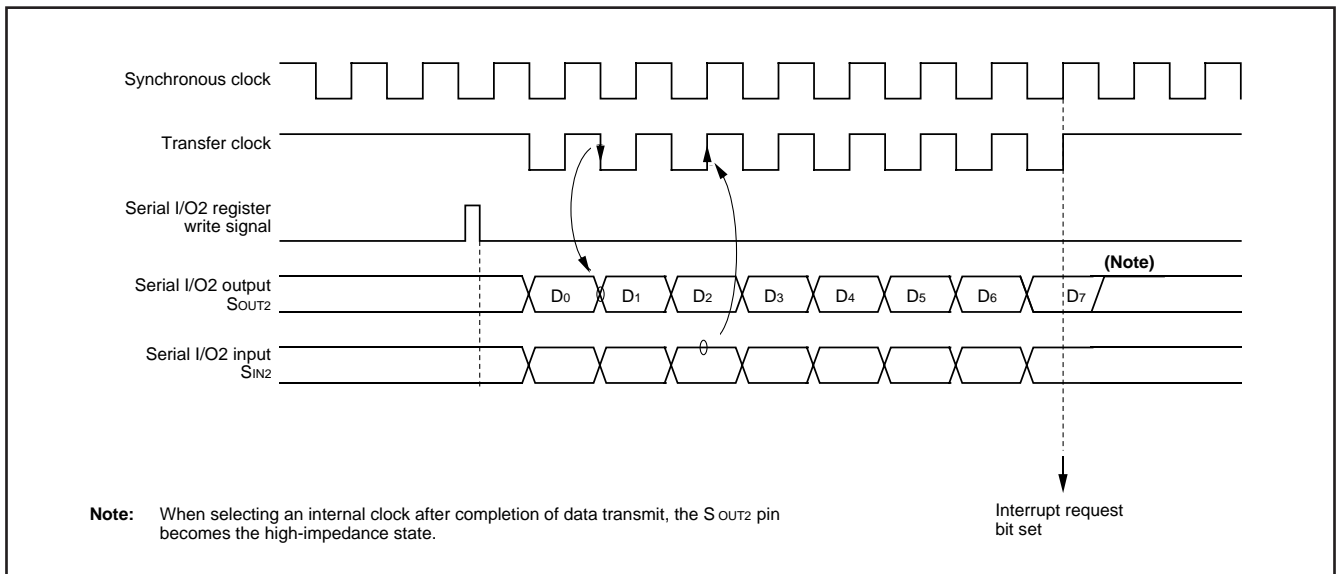 Synchronous clock
Transfer clock
Serial I/O2 register
write signal
(Note)
Serial I/O2 output
SOUT2
D0 D1 D2 D3 D4 D5 D6 D7
Serial I/O2 input
SIN2
Note: When selecting an internal clock after completion of data transmit, the S OUT2 pin
becomes the high-impedance state.
Interrupt request
bit set